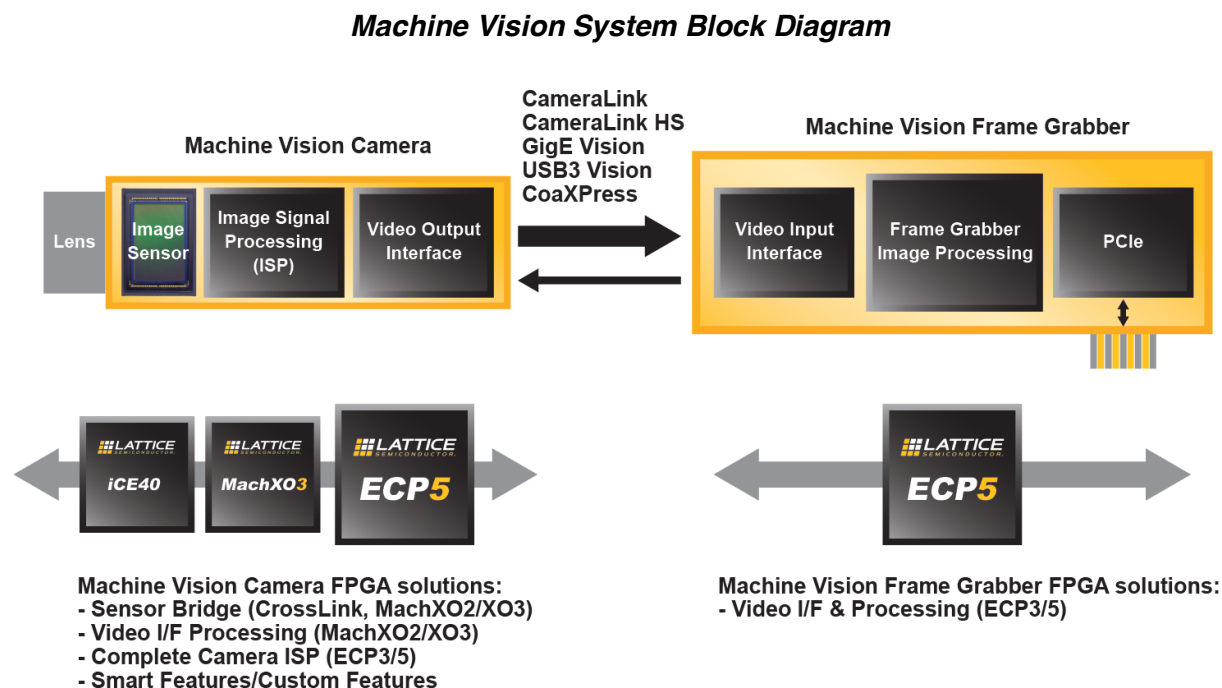 Machine Vision System Block Diagram
CameraLink
CameraLink HS
GigE Vision
USB3 Vision
CoaXPress
Machine Vision Camera
Machine Vision Frame Grabber
Lens
Image
Sensor
Image Signal
Processing
(ISP)
Video Output
Interface
Video Input
Interface
Frame Grabber
Image Processing
PCIe
LATTICE
SEMICONDUCTOR.
iCE40
LATTICE
SEMICONDUCTOR.
MachXO3
LATTICE
SEMICONDUCTOR.
ECP5
LATTICE
SEMICONDUCTOR.
ECP5
Machine Vision Camera FPGA solutions:
- Sensor Bridge (CrossLink, MachXO2/XO3)
- Video I/F Processing (MachXO2/XO3)
- Complete Camera ISP (ECP3/5)
- Smart Features/Custom Features
Machine Vision Frame Grabber FPGA solutions:
- Video I/F & Processing (ECP3/5)